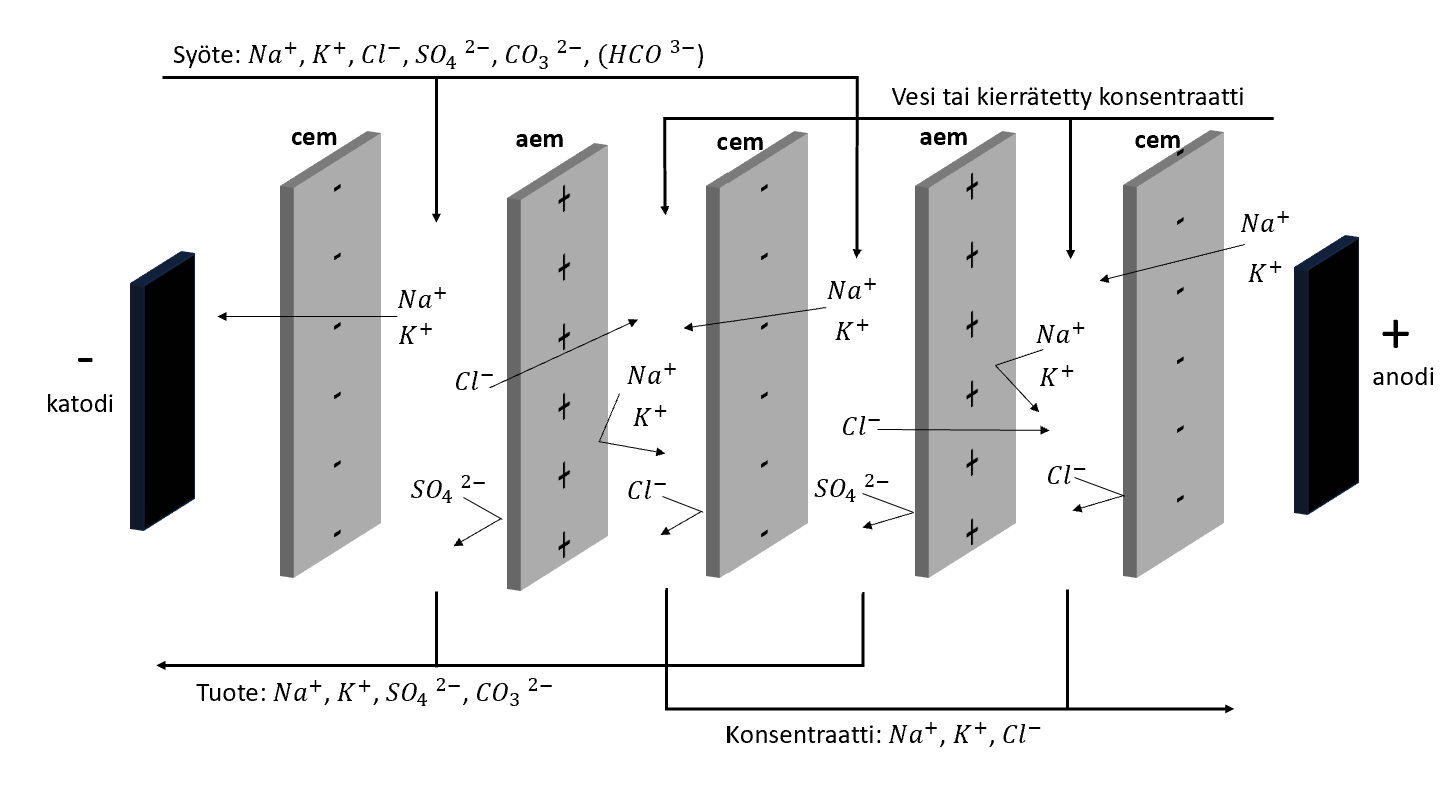 Syöte: Na⁺, K⁺, Cl⁻, SO₄ ²⁻, CO₃ ²⁻, (HCO ³⁻)
Vesi tai kierrätetty konsentraatti
cem
aem
cem
aem
cem
-
-
-
-
-
-
+
+
+
+
+
+
-
-
-
-
-
-
+
+
+
+
+
+
-
-
-
-
-
-
Na⁺
K⁺
Na⁺
K⁺
Na⁺
K⁺
-
katodi
+
anodi
Cl⁻
Na⁺
K⁺
Na⁺
K⁺
Cl⁻
SO₄ ²⁻
Cl⁻
SO₄ ²⁻
Cl⁻
Tuote: Na⁺, K⁺, SO₄ ²⁻, CO₃ ²⁻
Konsentraatti: Na⁺, K⁺, Cl⁻